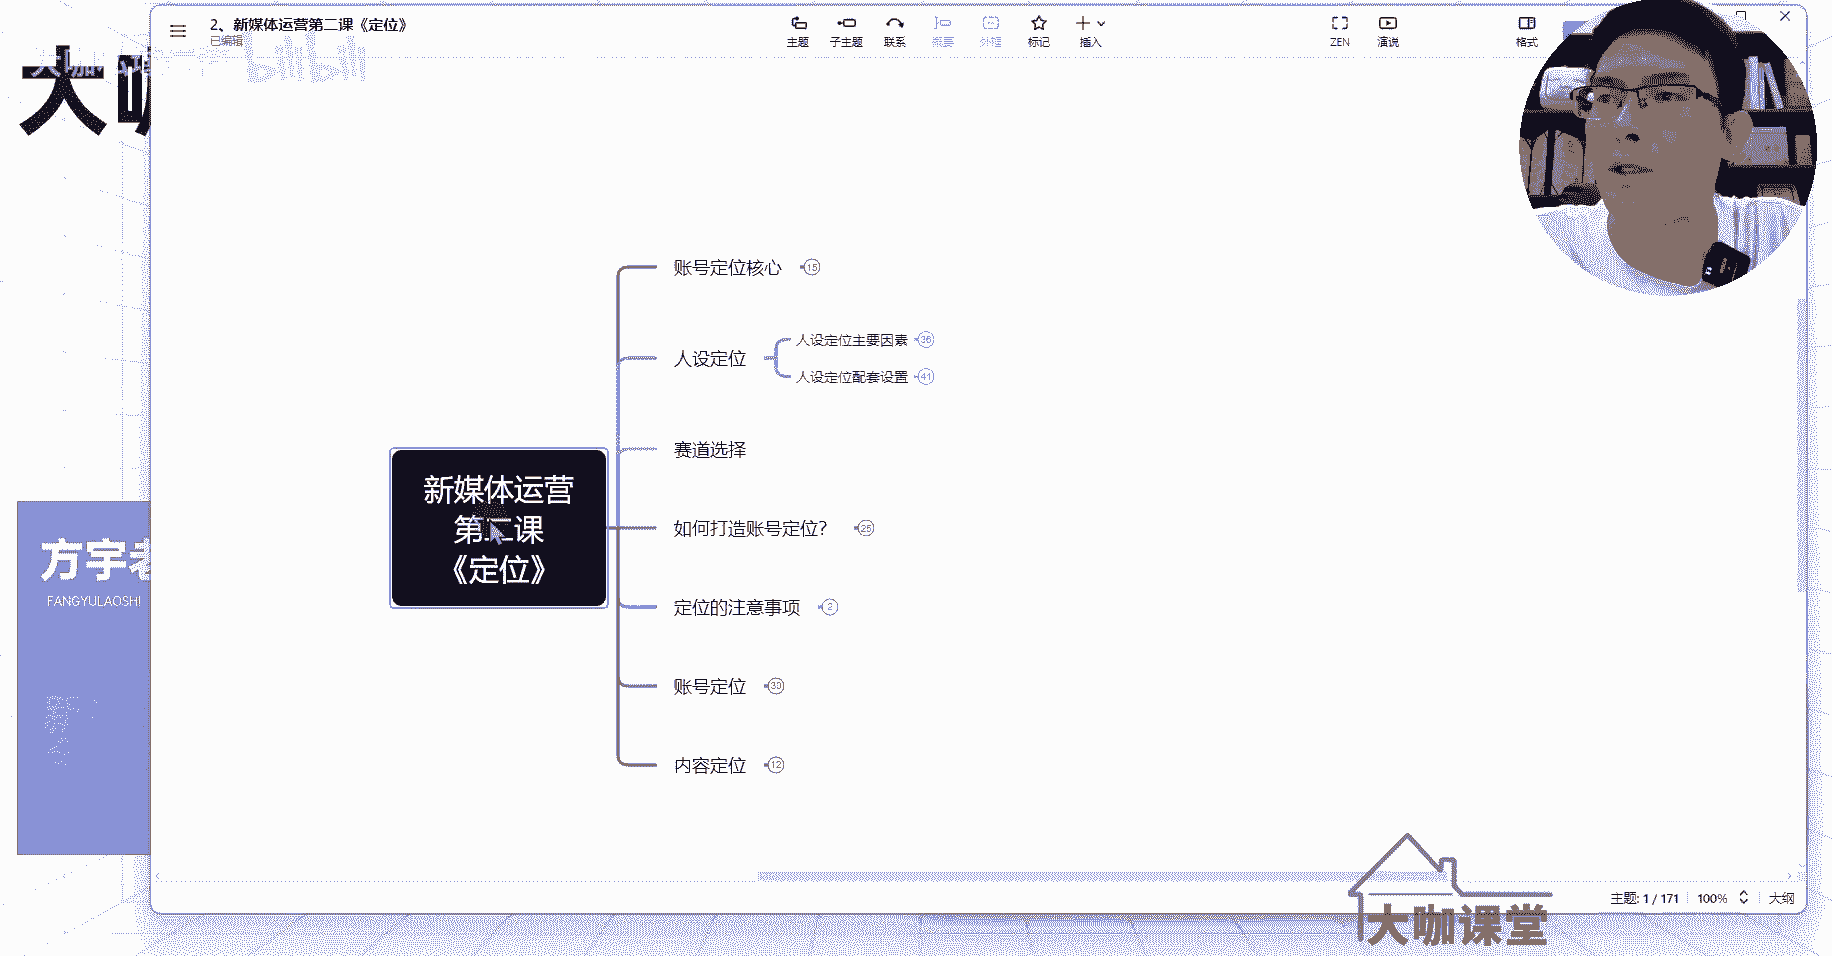 2、新媒体运营第二课《定位》
已编辑
主题
子主题
联系
概要
外框
标记
插入
ZEN
演说
格式
大咖
bilibili
账号定位核心
15
人设定位
人设定位主要因素
36
人设定位配套设置
41
赛道选择
新媒体运营
第二课
《定位》
如何打造账号定位?
25
定位的注意事项
2
账号定位
30
内容定位
12
方宇老
FANGYULAOSHI
主题: 1 / 171
100%
大纲
大咖课堂